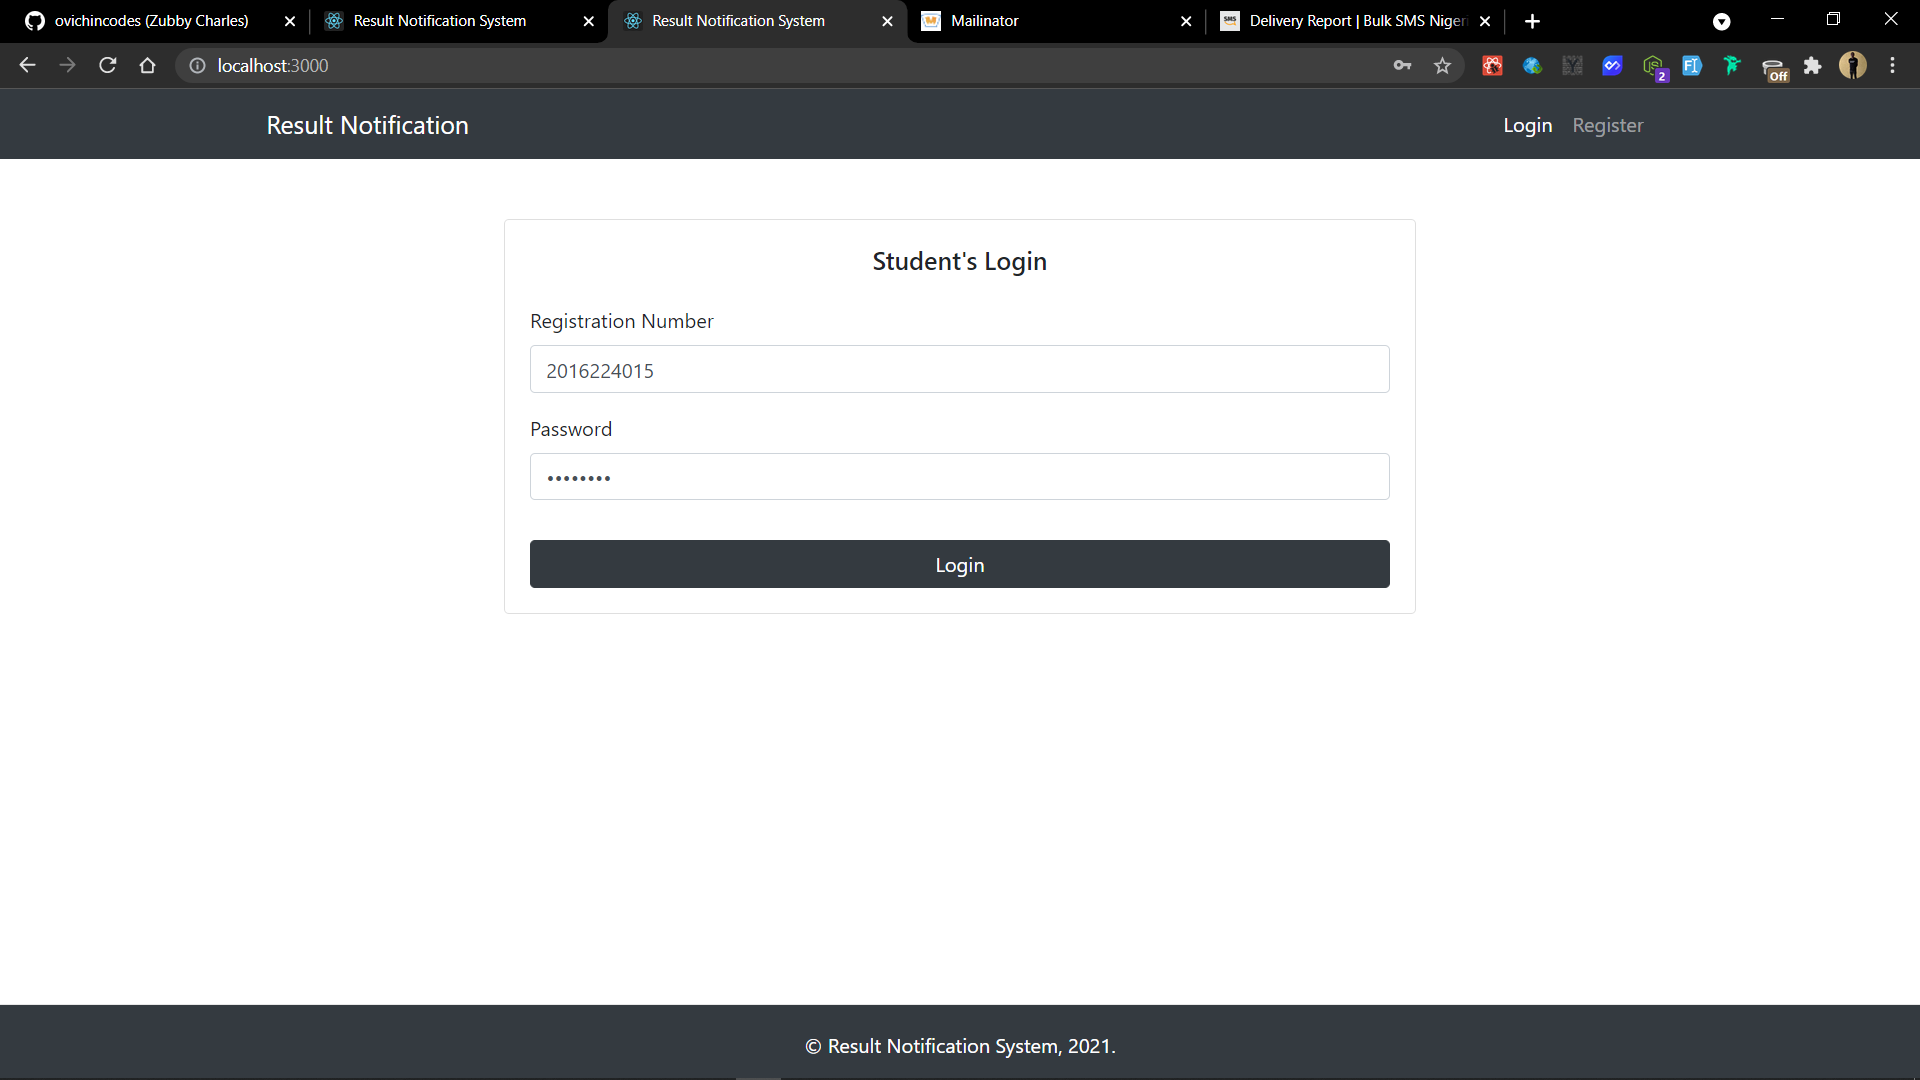 ovichincodes (Zubby Charles)
Result Notification System
Result Notification System
Mailinator
Delivery Report | Bulk SMS Nigeri
localhost:3000
2
Off
Result Notification
Login Register
Student's Login
Registration Number
2016224015
Password
••••••••
Login
© Result Notification System, 2021.